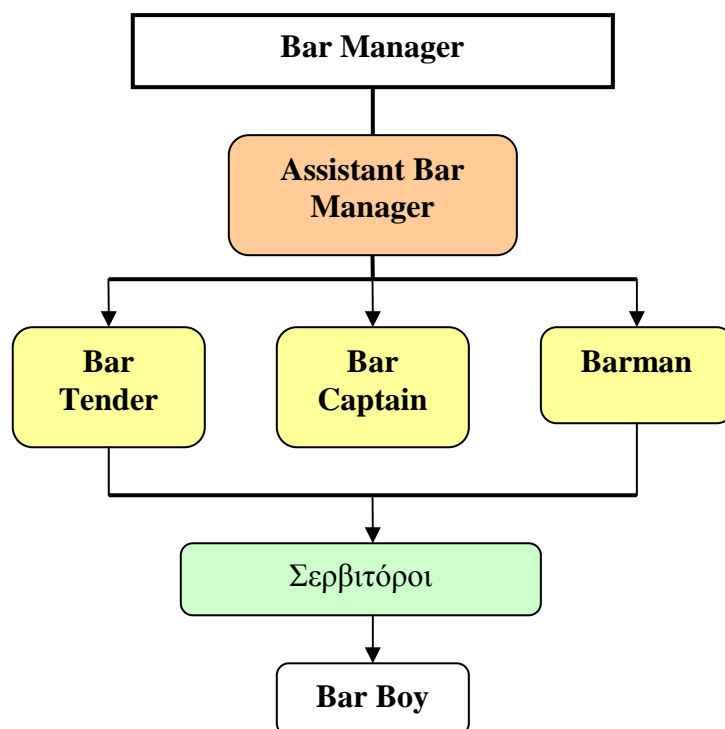 Bar Manager
Assistant Bar
Manager
Bar
Tender
Bar
Captain
Barman
Σερβιτόροι
Bar Boy